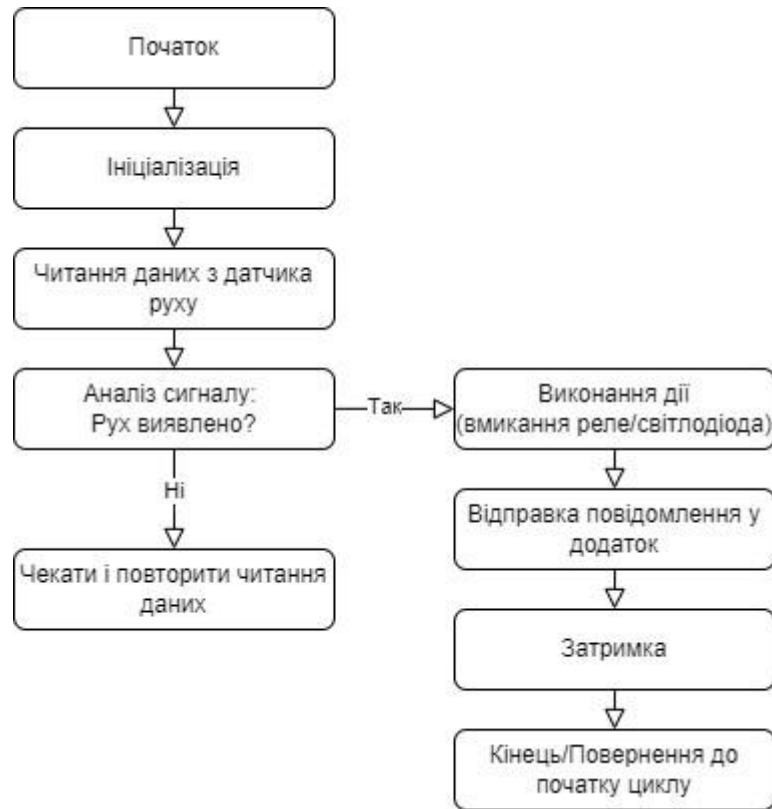 Початок
Ініціалізація
Читання даних з датчика
руху
Аналіз сигналу:
Рух виявлено?
Так
Виконання дії
(вмикання реле/світлодіода)
Ні
Відправка повідомлення у
додаток
Чекати і повторити читання
даних
Затримка
Кінець/Повернення до
початку циклу